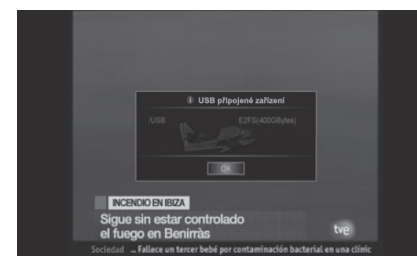 USB připojené zařízení
/USB E2FS(400GBytes)
OK
INCENDIO EN IBIZA
Sigue sin estar controlado
el fuego en Benirràs
tve
Sociedad ... Fallece un tercer bebé por contaminación bacterial en una clínic